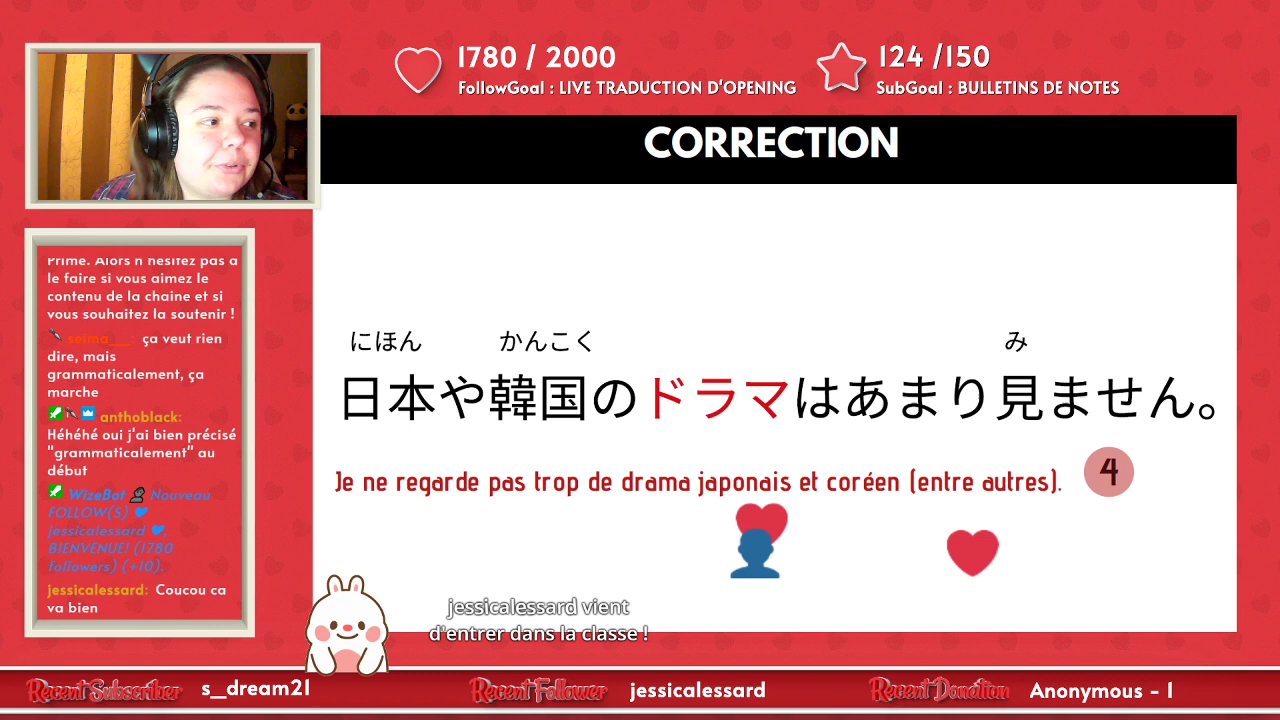 1780 / 2000
FollowGoal : LIVE TRADUCTION D'OPENING
124 /150
SubGoal : BULLETINS DE NOTES
CORRECTION
Prime. Alors n hesitez pas a
le faire si vous aimez le
contenu de la chaine et si
vous souhaitez la soutenir !
seima__: ça veut rien
dire, mais
grammaticalement, ça
marche
anthoblack:
Héhéhé oui j'ai bien précisé
"grammaticalement" au
début
WizeBot Nouveau
FOLLOW(S)
jessicalessard ,
BIENVENUE! (1780
followers) (+10).
jessicalessard: Coucou ca
va bien
にほん かんこく み
日本や韓国のドラマはあまり見ません。
Je ne regarde pas trop de drama japonais et coréen (entre autres). 4
jessicalessard vient
d'entrer dans la classe !
Recent Subscriber s_dream21
Recent Follower jessicalessard
Recent Donation Anonymous - 1